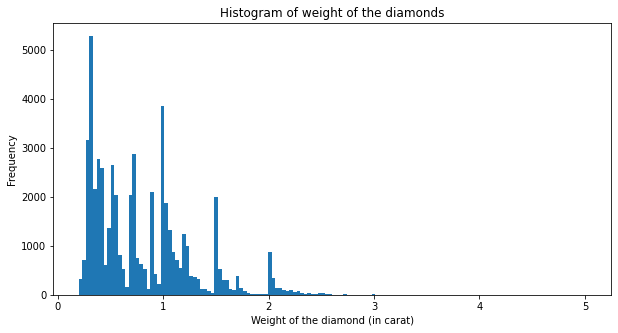 Histogram of weight of the diamonds
Frequency
5000
4000
3000
2000
1000
0
0 1 2 3 4 5
Weight of the diamond (in carat)